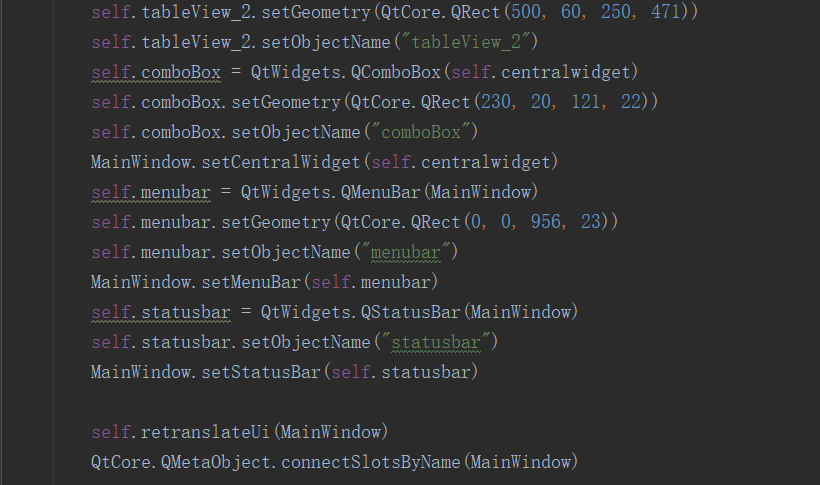 self.tableView_2.setGeometry(QtCore.QRect(500, 60, 250, 471))
self.tableView_2.setObjectName("tableView_2")
self.comboBox = QtWidgets.QComboBox(self.centralwidget)
self.comboBox.setGeometry(QtCore.QRect(230, 20, 121, 22))
self.comboBox.setObjectName("comboBox")
MainWindow.setCentralWidget(self.centralwidget)
self.menubar = QtWidgets.QMenuBar(MainWindow)
self.menubar.setGeometry(QtCore.QRect(0, 0, 956, 23))
self.menubar.setObjectName("menubar")
MainWindow.setMenuBar(self.menubar)
self.statusbar = QtWidgets.QStatusBar(MainWindow)
self.statusbar.setObjectName("statusbar")
MainWindow.setStatusBar(self.statusbar)
self.retranslateUi(MainWindow)
QtCore.QMetaObject.connectSlotsByName(MainWindow)